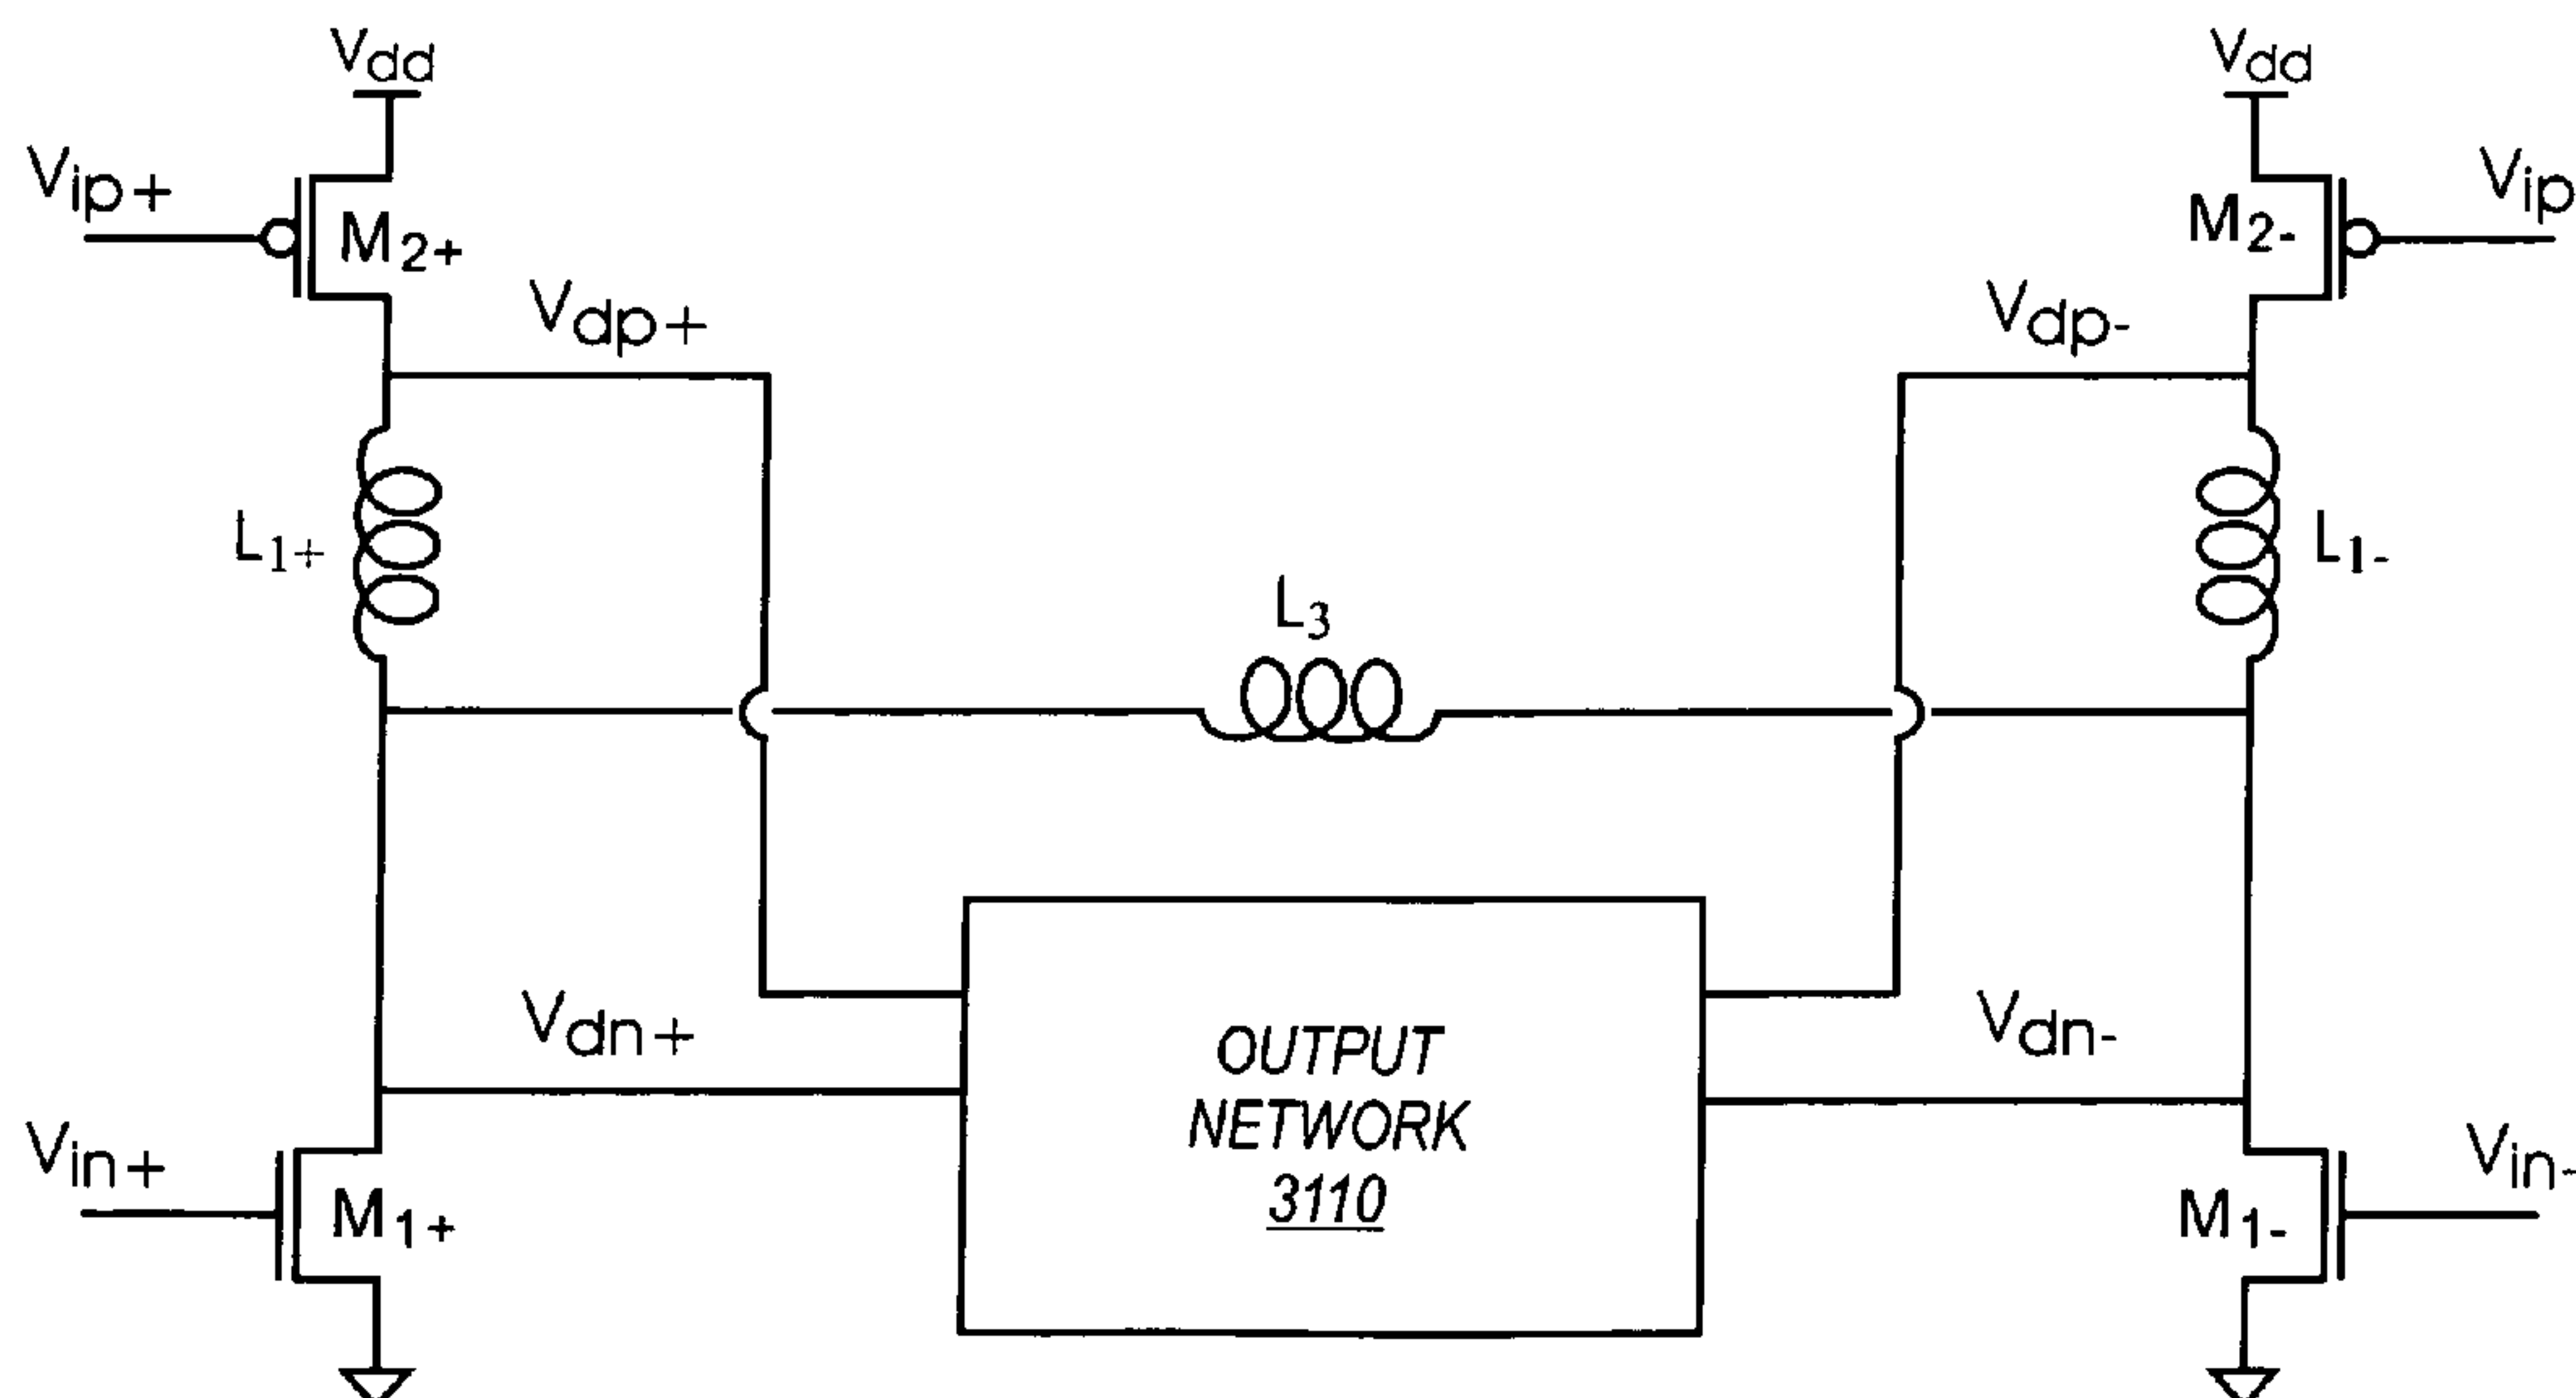 Vdd
Vdd
Vip+
M2+
M2-
Vip
Vdp+
Vdp-
L1+
L3
L1-
Vdn+
Vdn-
OUTPUT
NETWORK
3110
Vin+
M1+
M1-
Vin-